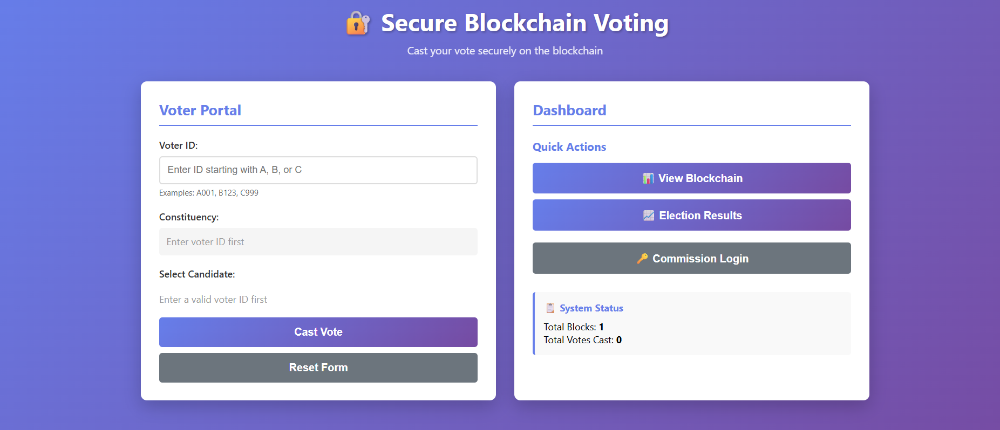 🔐 Secure Blockchain Voting
Cast your vote securely on the blockchain
Voter Portal
Voter ID:
Enter ID starting with A, B, or C
Examples: A001, B123, C999
Constituency:
Enter voter ID first
Select Candidate:
Enter a valid voter ID first
Cast Vote
Reset Form
Dashboard
Quick Actions
📊 View Blockchain
📈 Election Results
🔑 Commission Login
📋 System Status
Total Blocks: 1
Total Votes Cast: 0